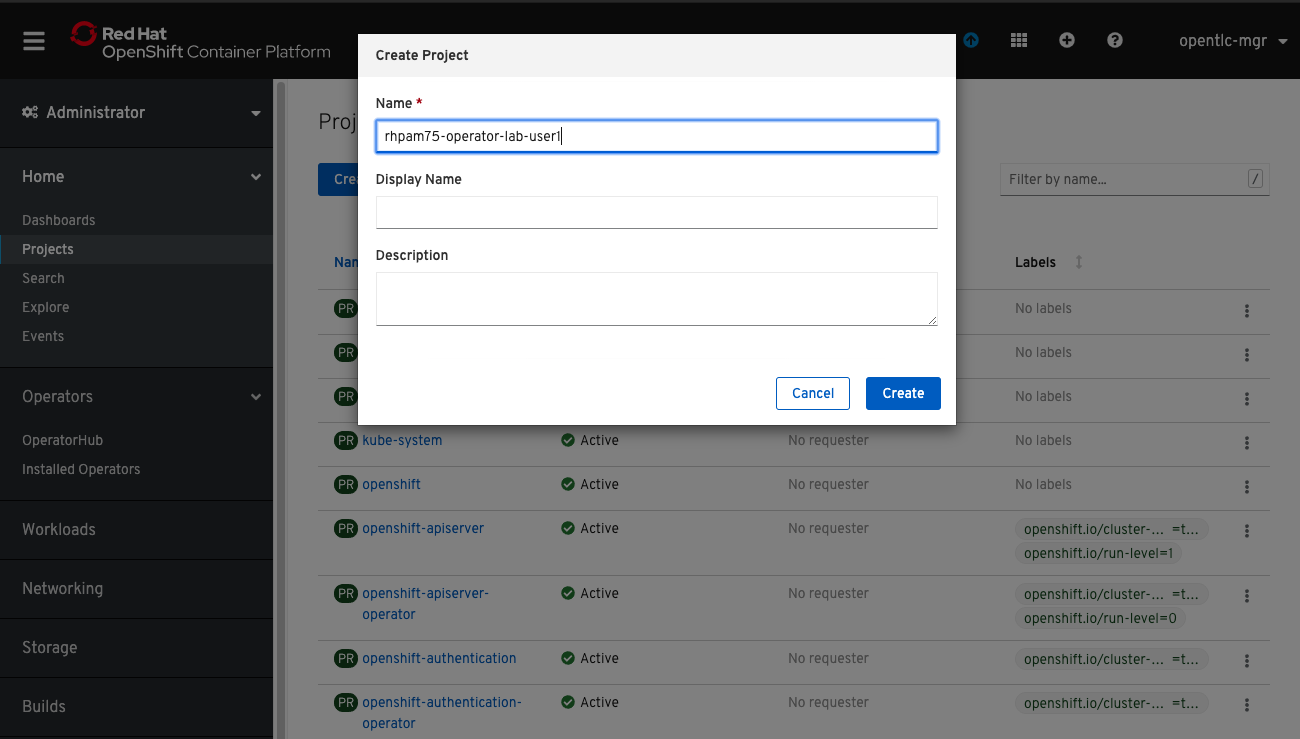 Red Hat
OpenShift Container Platform
opentlc-mgr
Administrator
Home
Dashboards
Projects
Search
Explore
Events
Operators
OperatorHub
Installed Operators
Workloads
Networking
Storage
Builds
Create Project
Name *
rhpam75-operator-lab-user1
Display Name
Description
Cancel
Create
Filter by name...
/
Labels
PR
No labels
PR
No labels
PR
No labels
PR kube-system Active No requester No labels
PR openshift Active No requester No labels
PR openshift-apiserver Active No requester openshift.io/cluster-... =t...
openshift.io/run-level=1
PR openshift-apiserver- Active No requester openshift.io/cluster-... =t...
operator openshift.io/run-level=0
PR openshift-authentication Active No requester openshift.io/cluster-... =t...
PR openshift-authentication- Active No requester openshift.io/cluster-... =t...
operator